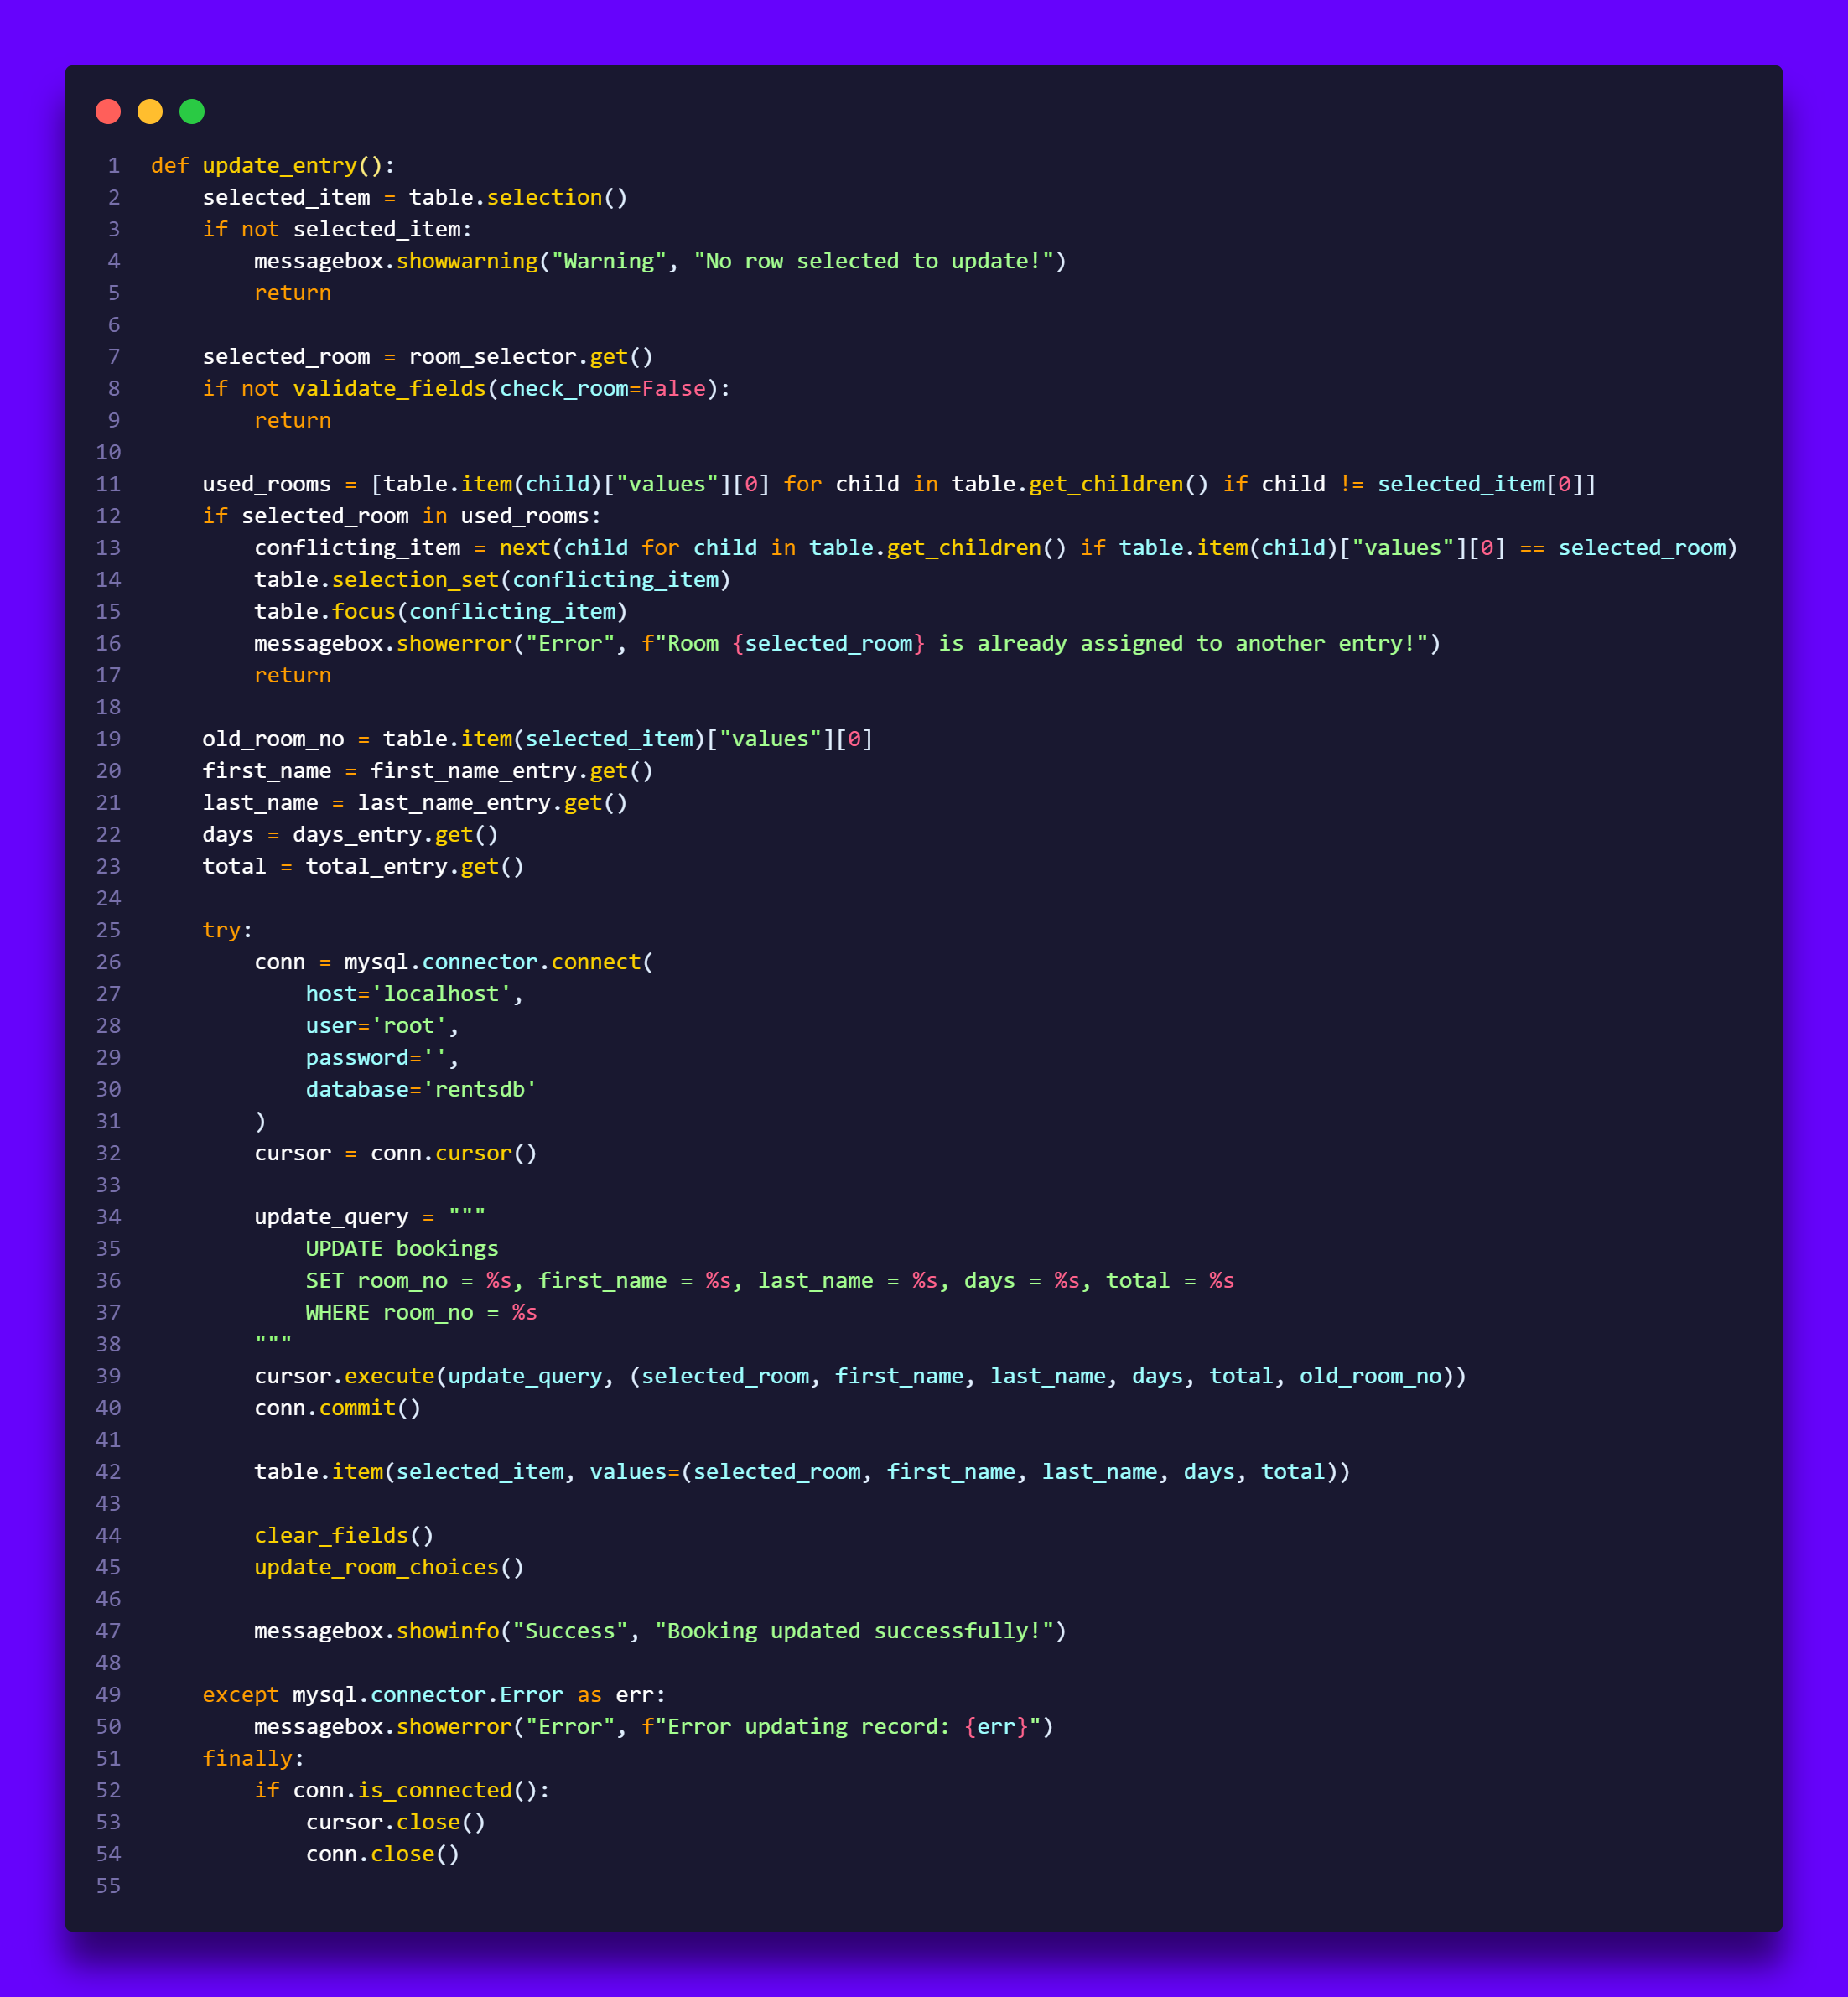 1 def update_entry():
2     selected_item = table.selection()
3     if not selected_item:
4         messagebox.showwarning("Warning", "No row selected to update!")
5         return
6
7     selected_room = room_selector.get()
8     if not validate_fields(check_room=False):
9         return
10
11     used_rooms = [table.item(child)["values"][0] for child in table.get_children() if child != selected_item[0]]
12     if selected_room in used_rooms:
13         conflicting_item = next(child for child in table.get_children() if table.item(child)["values"][0] == selected_room)
14         table.selection_set(conflicting_item)
15         table.focus(conflicting_item)
16         messagebox.showerror("Error", f"Room {selected_room} is already assigned to another entry!")
17         return
18
19     old_room_no = table.item(selected_item)["values"][0]
20     first_name = first_name_entry.get()
21     last_name = last_name_entry.get()
22     days = days_entry.get()
23     total = total_entry.get()
24
25     try:
26         conn = mysql.connector.connect(
27             host='localhost',
28             user='root',
29             password='',
30             database='rentsdb'
31         )
32         cursor = conn.cursor()
33
34         update_query = """
35             UPDATE bookings
36             SET room_no = %s, first_name = %s, last_name = %s, days = %s, total = %s
37             WHERE room_no = %s
38         """
39         cursor.execute(update_query, (selected_room, first_name, last_name, days, total, old_room_no))
40         conn.commit()
41
42         table.item(selected_item, values=(selected_room, first_name, last_name, days, total))
43
44         clear_fields()
45         update_room_choices()
46
47         messagebox.showinfo("Success", "Booking updated successfully!")
48
49     except mysql.connector.Error as err:
50         messagebox.showerror("Error", f"Error updating record: {err}")
51     finally:
52         if conn.is_connected():
53             cursor.close()
54             conn.close()
55